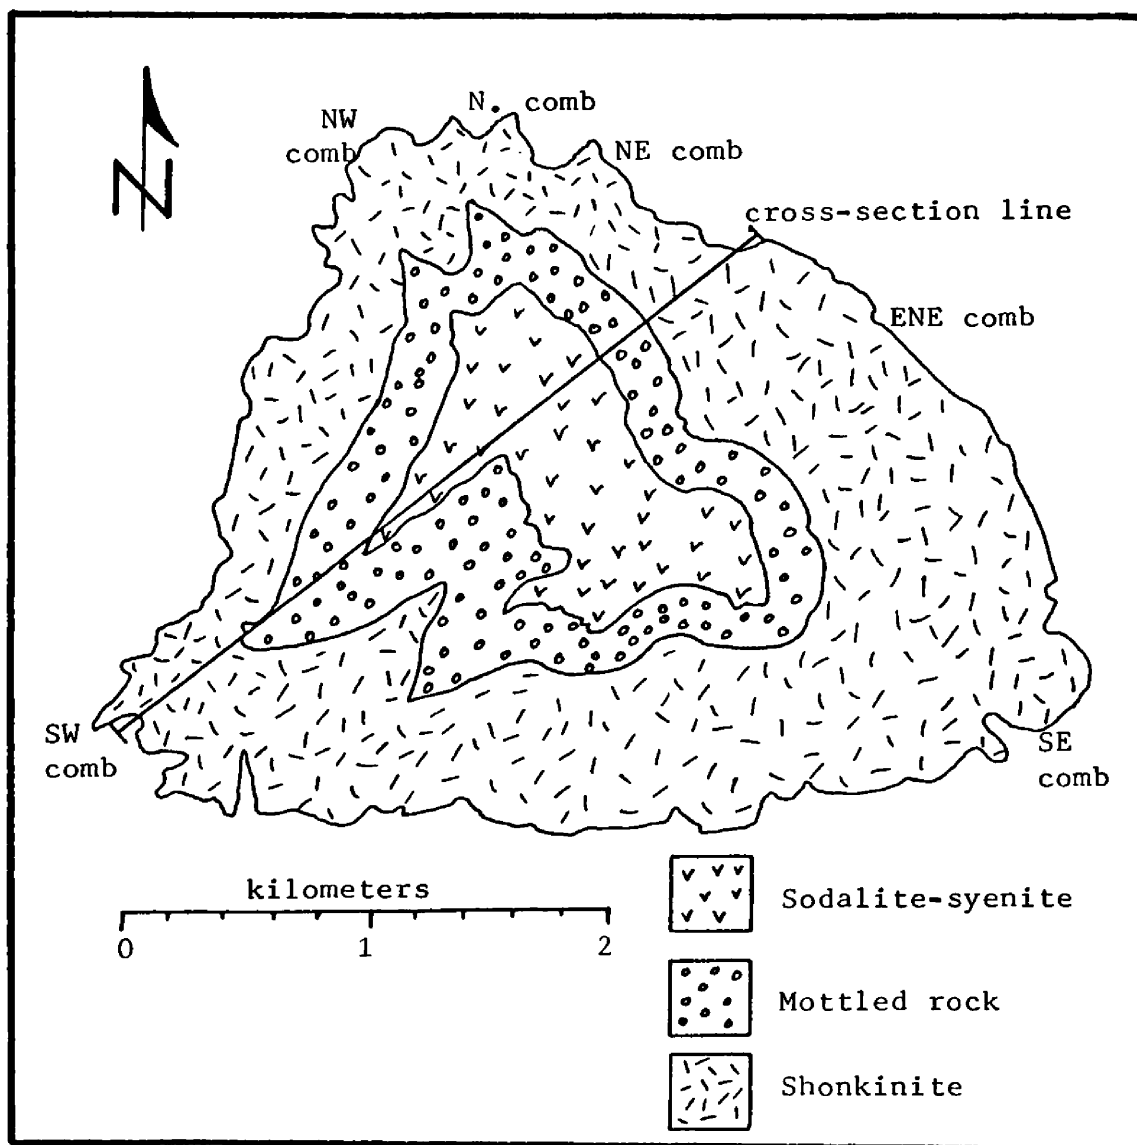 N. comb
NW
comb
NE comb
cross-section line
ENE comb
SW
comb
SE
comb
kilometers
0 1 2
Sodalite-syenite
Mottled rock
Shonkinite
N